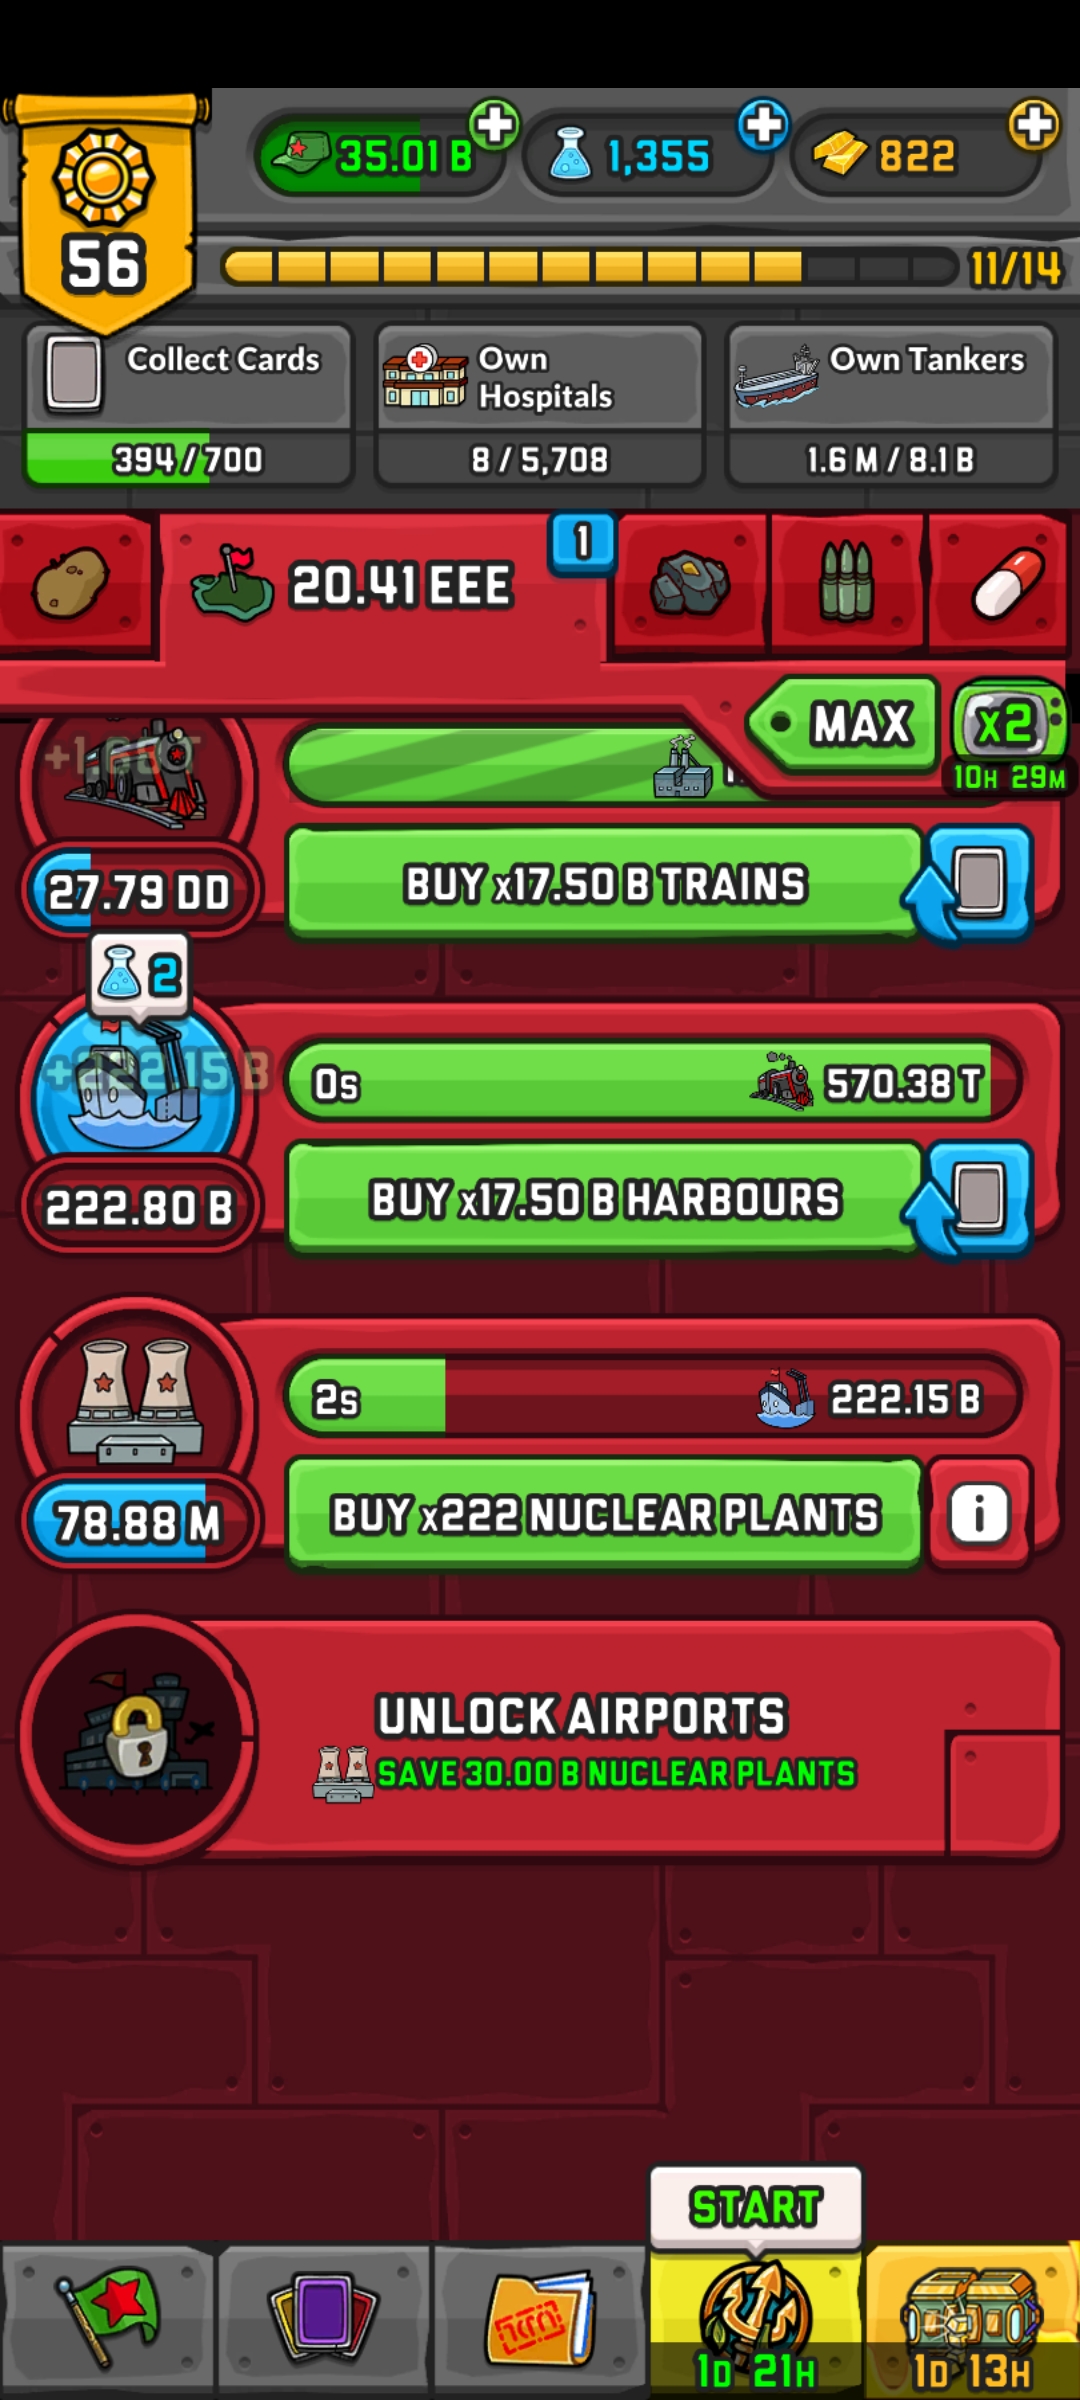 35.01 B
1,355
822
56
11/14
Collect Cards
394/700
Own
Hospitals
8/5,708
Own Tankers
1.6 M/8.1 B
20.41 EEE
1
MAX
X2
10H 29M
27.79 DD
BUY x17.50 B TRAINS
2
+222.15 B
0s
570.38 T
222.80 B
BUY x17.50 B HARBOURS
2s
222.15 B
78.88 M
BUY x222 NUCLEAR PLANTS
i
UNLOCK AIRPORTS
SAVE 30.00 B NUCLEAR PLANTS
START
1D 21H
1D 13H